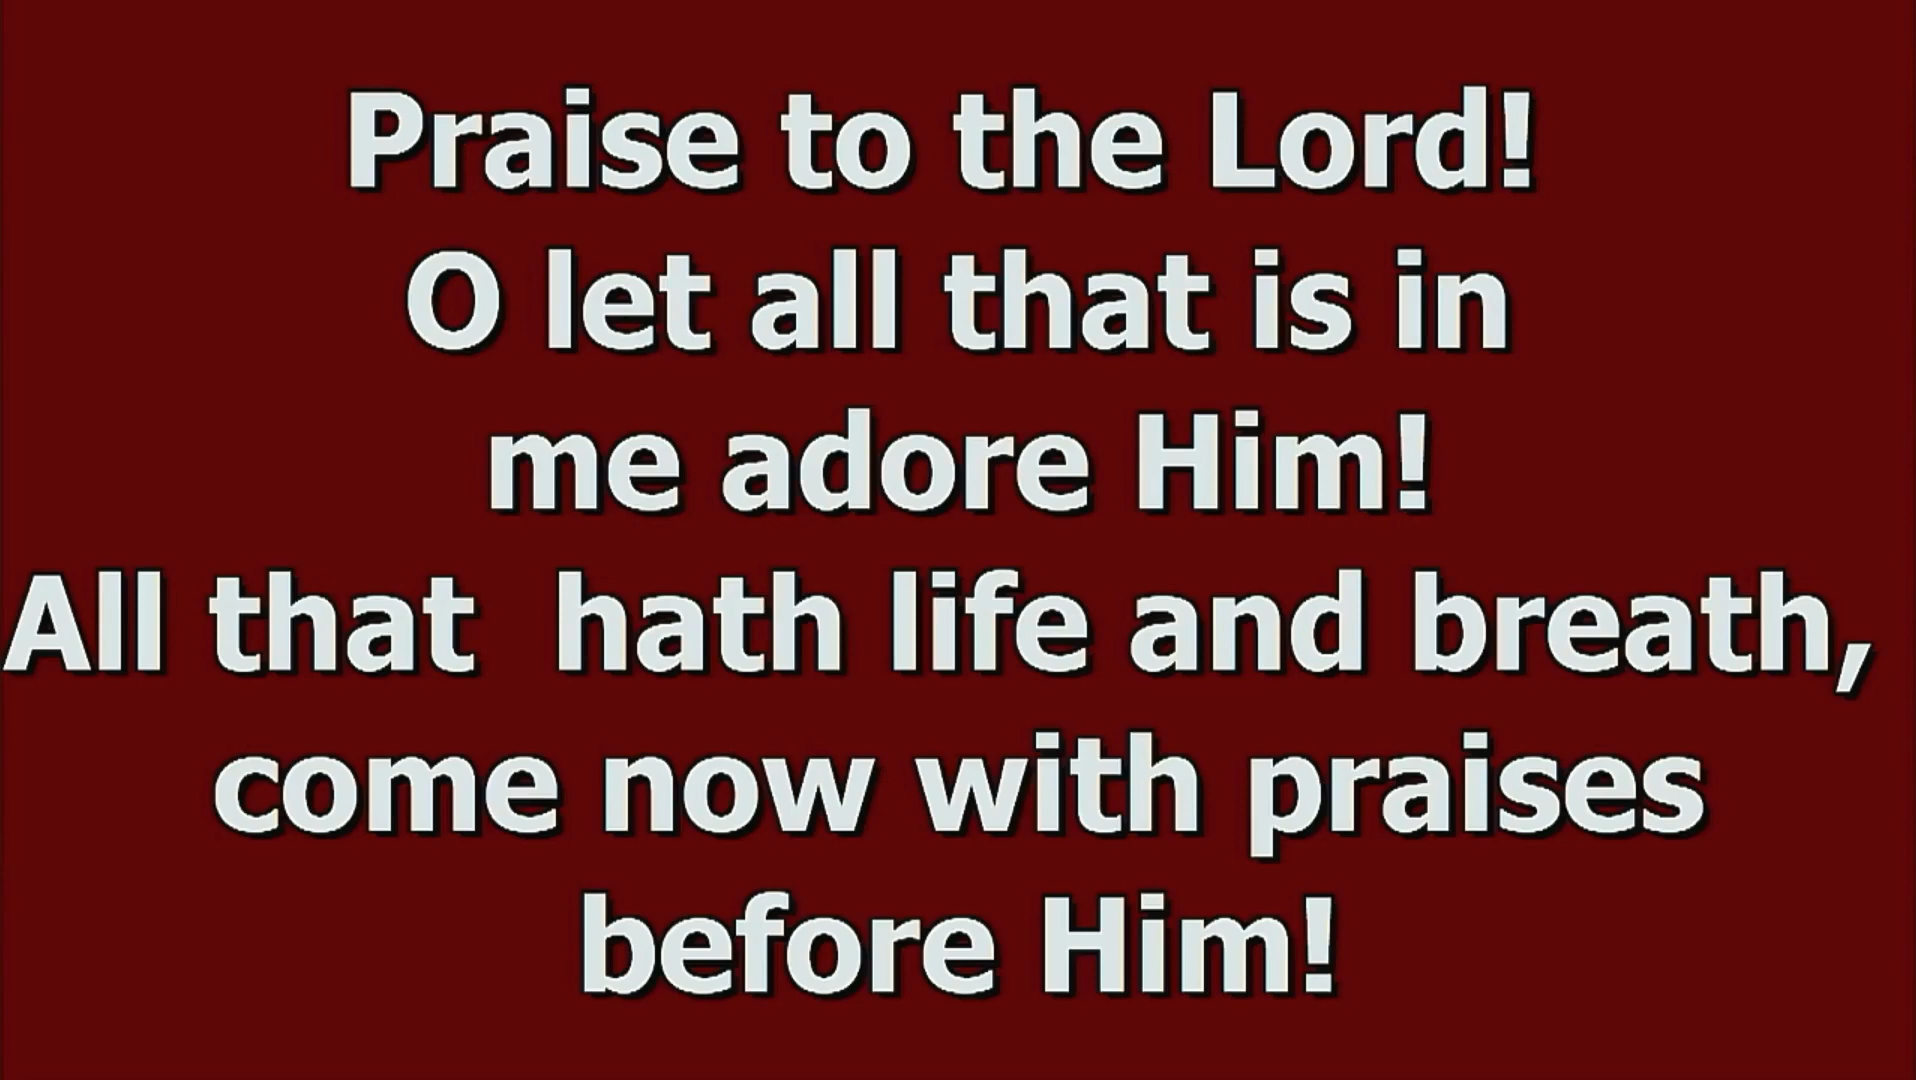 Praise to the Lord!
O let all that is in
me adore Him!
All that  hath life and breath,
come now with praises
before Him!